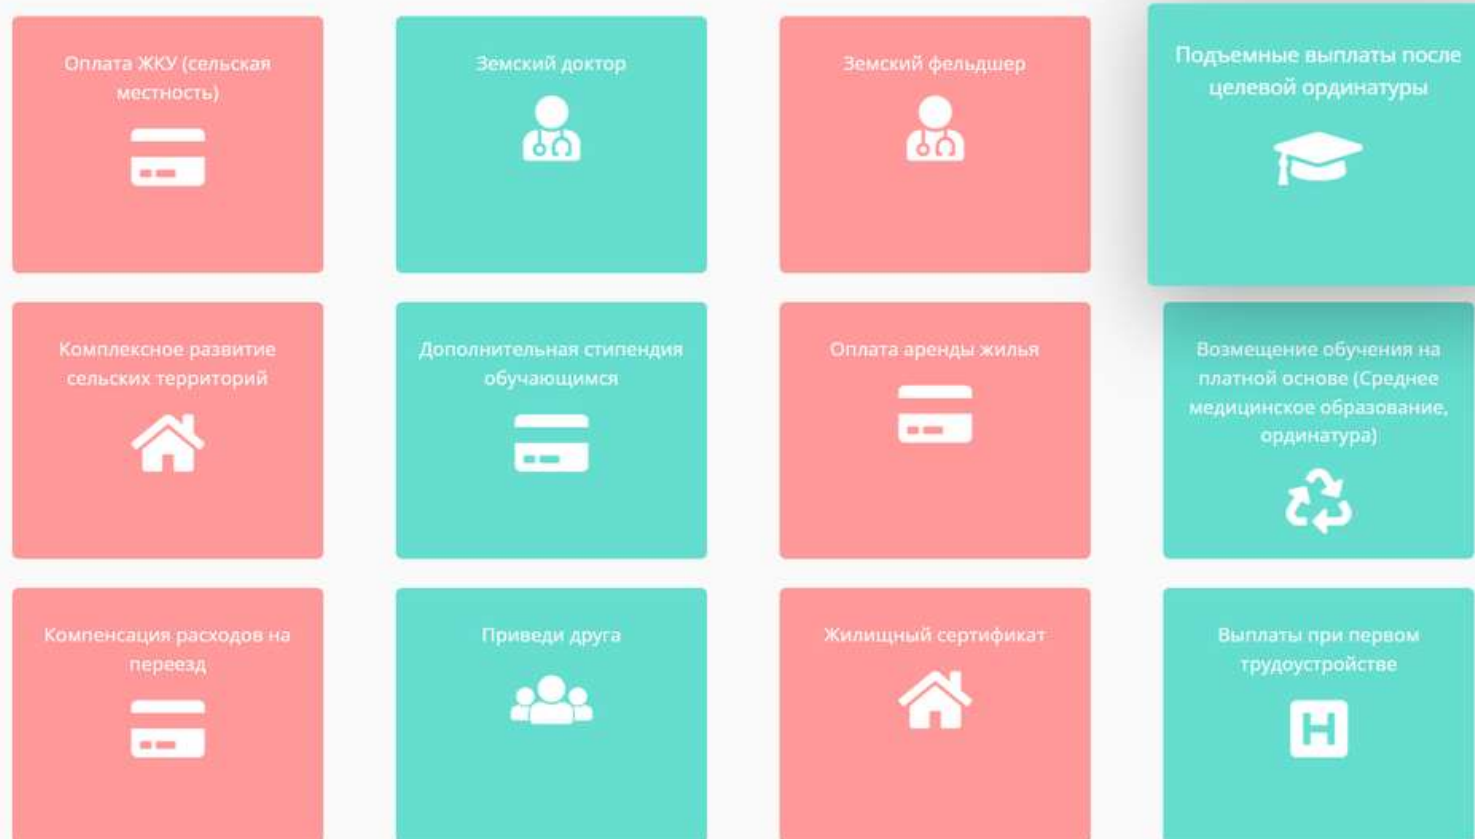 Оплата ЖКУ (сельская
местность)
Земский доктор
Земский фельдшер
Подъемные выплаты после
целевой ординатуры
Комплексное развитие
сельских территорий
Дополнительная стипендия
обучающимся
Оплата аренды жилья
Возмещение обучения на
платной основе (Среднее
медицинское образование,
ординатура)
Компенсация расходов на
переезд
Приведи друга
Жилищный сертификат
Выплаты при первом
трудоустройстве
H